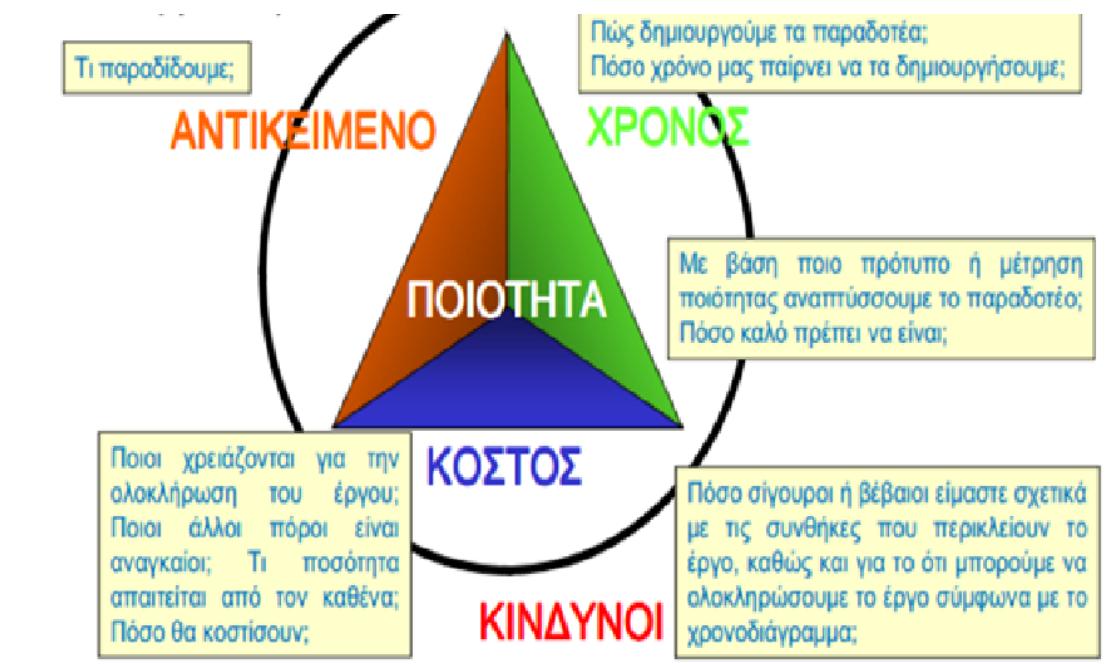 Τι παραδίδουμε;
Πώς δημιουργούμε τα παραδοτέα;
Πόσο χρόνο μας παίρνει να τα δημιουργήσουμε;
ΑΝΤΙΚΕΙΜΕΝΟ
ΧΡΟΝΟΣ
Με βάση ποιο πρότυπο ή μέτρηση
ποιότητας αναπτύσσουμε το παραδοτέο;
Πόσο καλό πρέπει να είναι;
ΠΟΙΟΤΗΤΑ
ΚΟΣΤΟΣ
Ποιοι χρειάζονται για την
ολοκλήρωση του έργου;
Ποιοι άλλοι πόροι είναι
αναγκαίοι; Τι ποσότητα
απαιτείται από τον καθένα;
Πόσο θα κοστίσουν;
Πόσο σίγουροι ή βέβαιοι είμαστε σχετικά
με τις συνθήκες που περικλείουν το
έργο, καθώς και για το ότι μπορούμε να
ολοκληρώσουμε το έργο σύμφωνα με το
χρονοδιάγραμμα;
ΚΙΝΔΥΝΟΙ